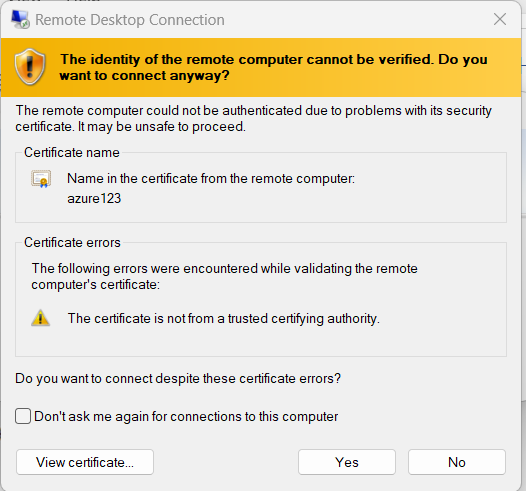 Remote Desktop Connection
The identity of the remote computer cannot be verified. Do you
want to connect anyway?
The remote computer could not be authenticated due to problems with its security
certificate. It may be unsafe to proceed.
Certificate name
Name in the certificate from the remote computer:
azure123
Certificate errors
The following errors were encountered while validating the remote
computer's certificate:
The certificate is not from a trusted certifying authority.
Do you want to connect despite these certificate errors?
Don't ask me again for connections to this computer
View certificate...
Yes
No